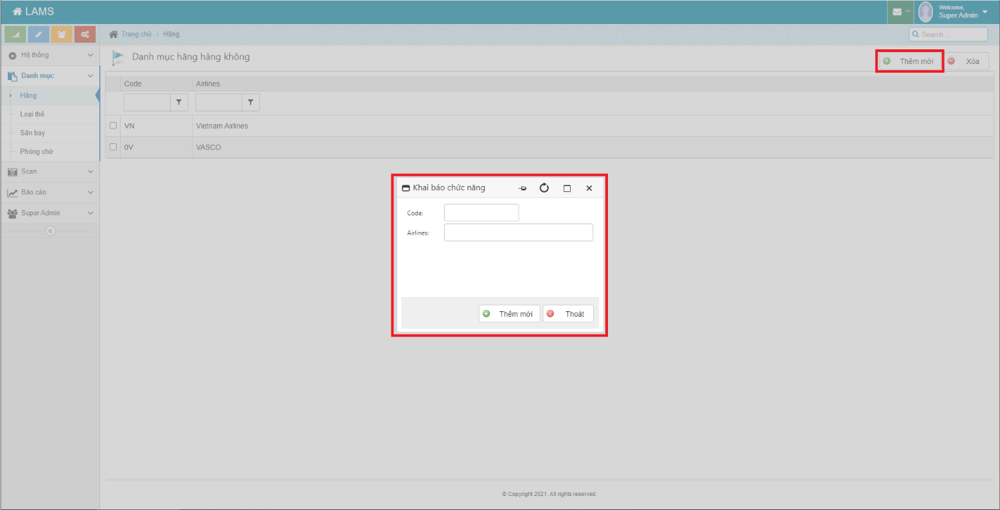 LAMS
Welcome,
Super Admin
Trang chủ > Hãng
Search ...
Hệ thống
Danh mục
Hãng
Loại thẻ
Sân bay
Phòng chờ
Scan
Báo cáo
Super Admin
Danh mục hãng hàng không
Thêm mới
Xóa
Code Airlines
VN Vietnam Airlines
0V VASCO
Khai báo chức năng
Code:
Airlines:
Thêm mới
Thoát
© Copyright 2021. All rights reserved.